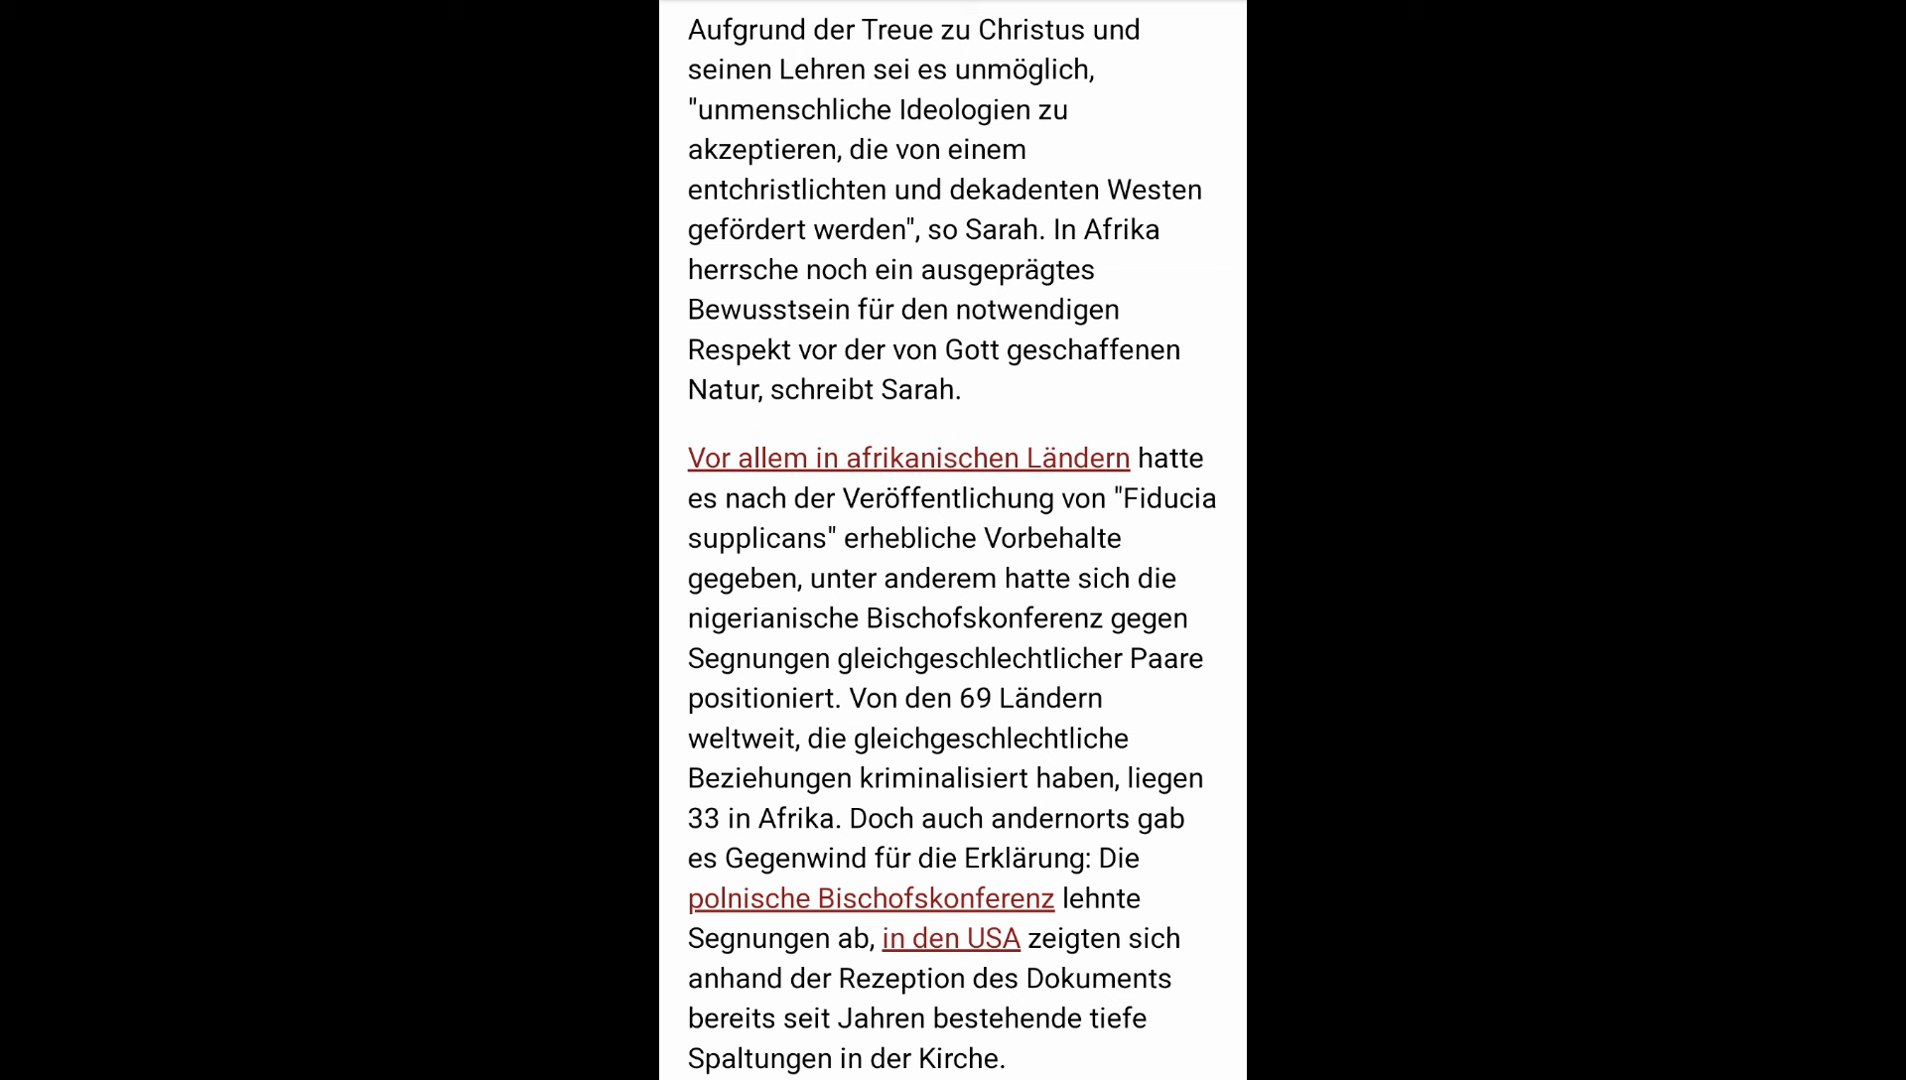 Aufgrund der Treue zu Christus und
seinen Lehren sei es unmöglich,
"unmenschliche Ideologien zu
akzeptieren, die von einem
entchristlichten und dekadenten Westen
gefördert werden", so Sarah. In Afrika
herrsche noch ein ausgeprägtes
Bewusstsein für den notwendigen
Respekt vor der von Gott geschaffenen
Natur, schreibt Sarah.
Vor allem in afrikanischen Ländern hatte
es nach der Veröffentlichung von "Fiducia
supplicans" erhebliche Vorbehalte
gegeben, unter anderem hatte sich die
nigerianische Bischofskonferenz gegen
Segnungen gleichgeschlechtlicher Paare
positioniert. Von den 69 Ländern
weltweit, die gleichgeschlechtliche
Beziehungen kriminalisiert haben, liegen
33 in Afrika. Doch auch andernorts gab
es Gegenwind für die Erklärung: Die
polnische Bischofskonferenz lehnte
Segnungen ab, in den USA zeigten sich
anhand der Rezeption des Dokuments
bereits seit Jahren bestehende tiefe
Spaltungen in der Kirche.